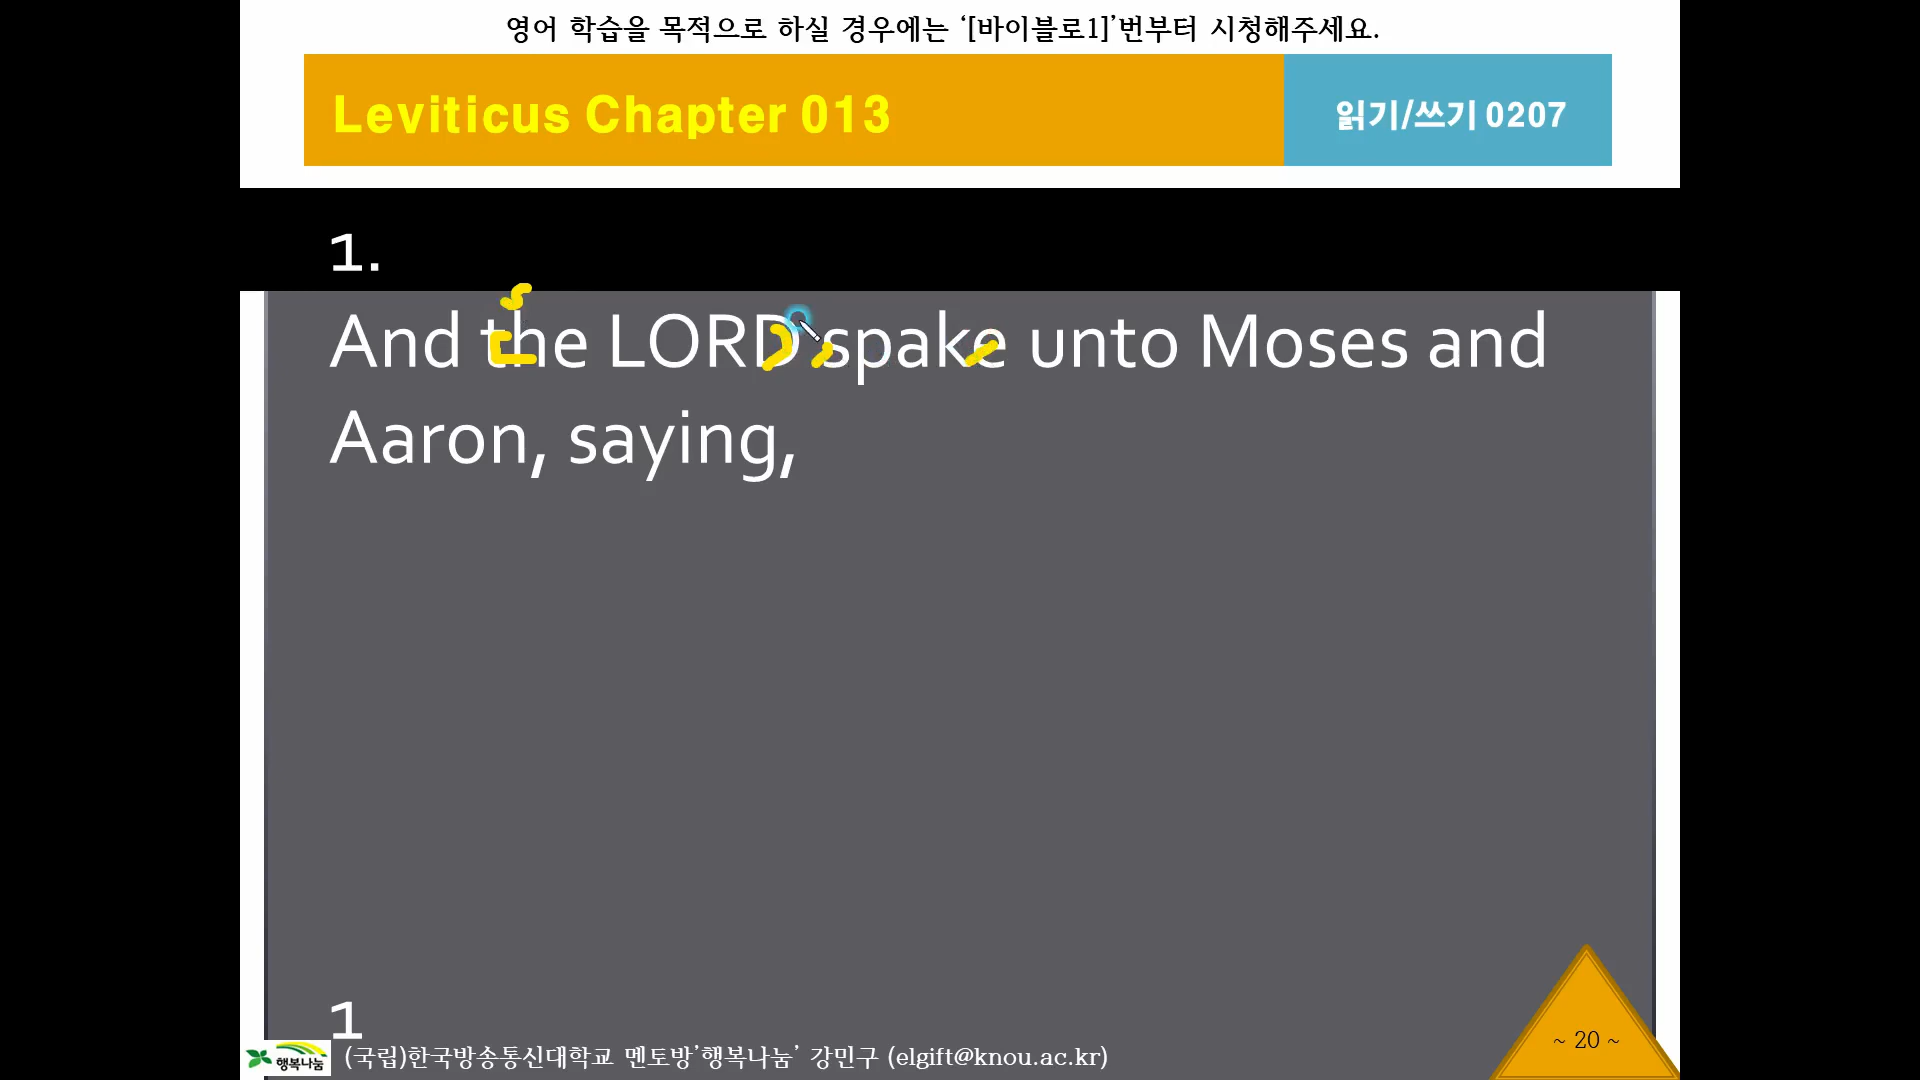 영어 학습을 목적으로 하실 경우에는 ‘[바이블로1]’번부터 시청해주세요.
Leviticus Chapter 013
읽기/쓰기 0207
1.
And the LORD spake unto Moses and
Aaron, saying,
1
~ 20 ~
행복나눔
(국립)한국방송통신대학교 멘토방’행복나눔’ 강민구 (elgift@knou.ac.kr)